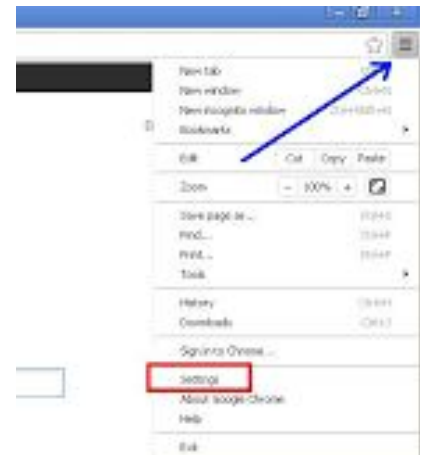 New tab
New window
New incognito window
Bookmarks
Edit Cut Copy Paste
Zoom - 100% +
Save page as ...
Find...
Print...
Tools
History
Downloads
Sign in to Chrome ...
Settings
About Google Chrome
Help
Exit